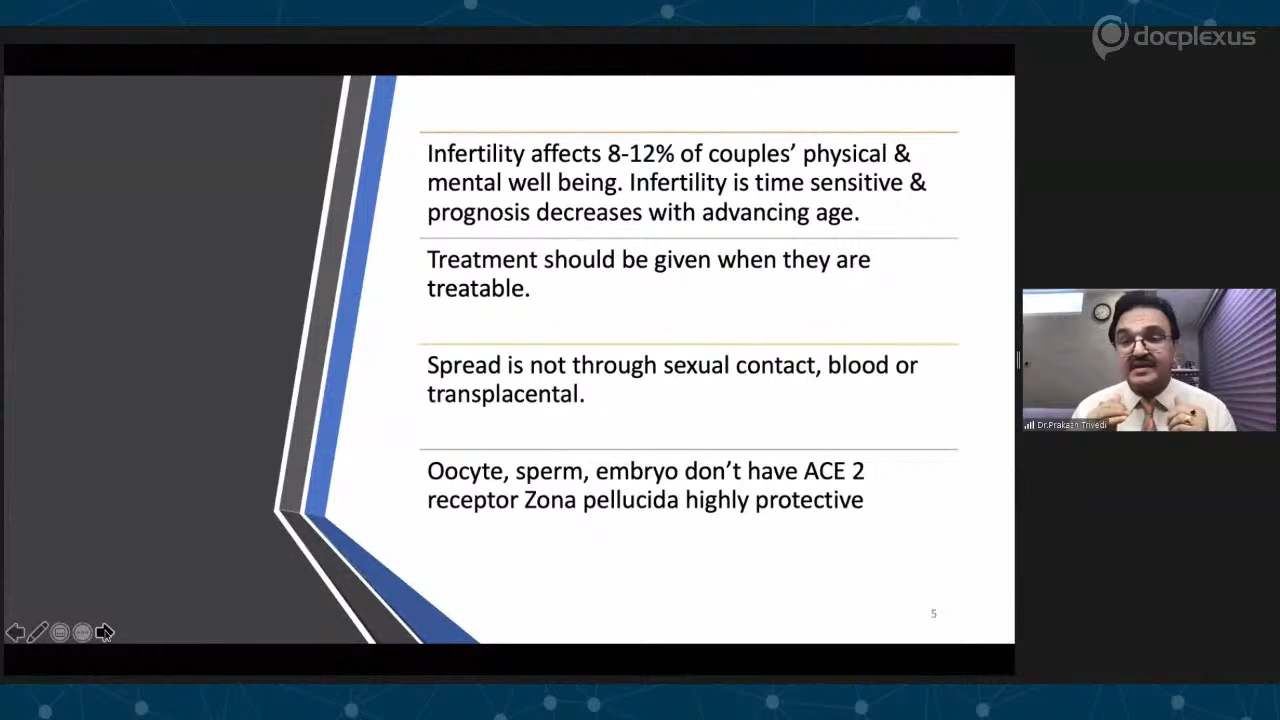 docplexus
Infertility affects 8-12% of couples’ physical &
mental well being. Infertility is time sensitive &
prognosis decreases with advancing age.
Treatment should be given when they are
treatable.
Spread is not through sexual contact, blood or
transplacental.
Oocyte, sperm, embryo don’t have ACE 2
receptor Zona pellucida highly protective
5
Dr.Prakash Trivedi